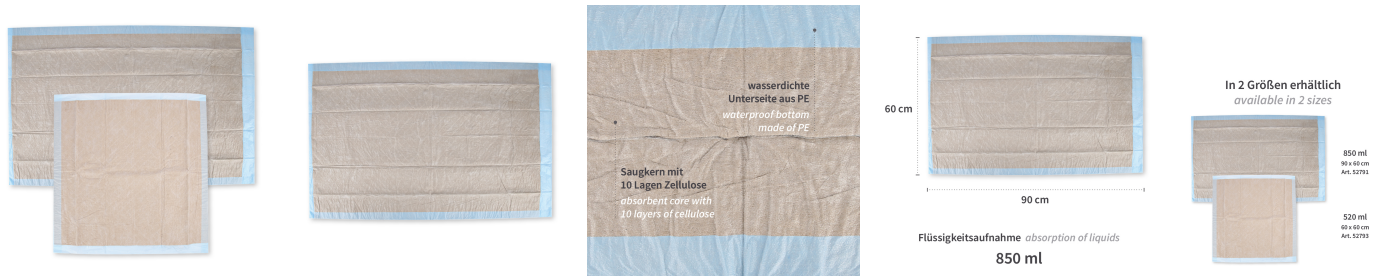 wasserdichte
Unterseite aus PE
waterproof bottom
made of PE
Saugkern mit
10 Lagen Zellulose
absorbent core with
10 layers of cellulose
60 cm
90 cm
Flüssigkeitsaufnahme absorption of liquids
850 ml
In 2 Größen erhältlich
available in 2 sizes
850 ml
90 x 60 cm
Art. 52791
520 ml
60 x 60 cm
Art. 52793